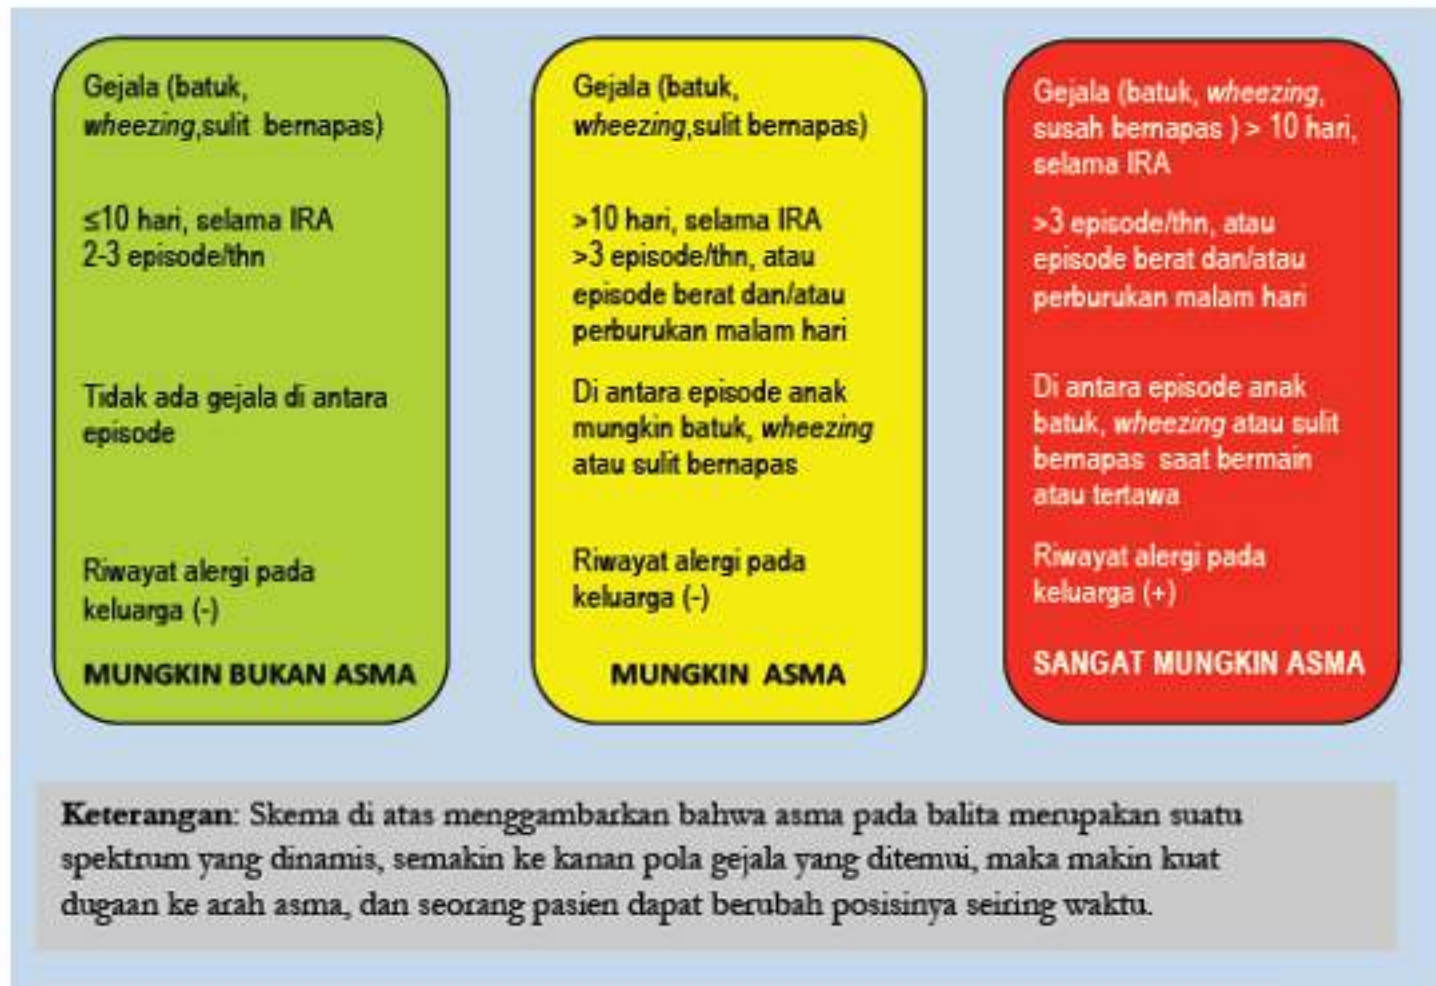 Gejala (batuk,
wheezing,sulit bernapas)
≤10 hari, selama IRA
2-3 episode/thn
Tidak ada gejala di antara
episode
Riwayat alergi pada
keluarga (-)
MUNGKIN BUKAN ASMA
Gejala (batuk,
wheezing,sulit bernapas)
>10 hari, selama IRA
>3 episode/thn, atau
episode berat dan/atau
perburukan malam hari
Di antara episode anak
mungkin batuk, wheezing
atau sulit bernapas
Riwayat alergi pada
keluarga (-)
MUNGKIN ASMA
Gejala (batuk, wheezing,
susah bernapas ) > 10 hari,
selama IRA
>3 episode/thn, atau
episode berat dan/atau
perburukan malam hari
Di antara episode anak
batuk, wheezing atau sulit
bernapas saat bermain
atau tertawa
Riwayat alergi pada
keluarga (+)
SANGAT MUNGKIN ASMA
Keterangan: Skema di atas menggambarkan bahwa asma pada balita merupakan suatu
spektrum yang dinamis, semakin ke kanan pola gejala yang ditemui, maka makin kuat
dugaan ke arah asma, dan seorang pasien dapat berubah posisinya seiring waktu.